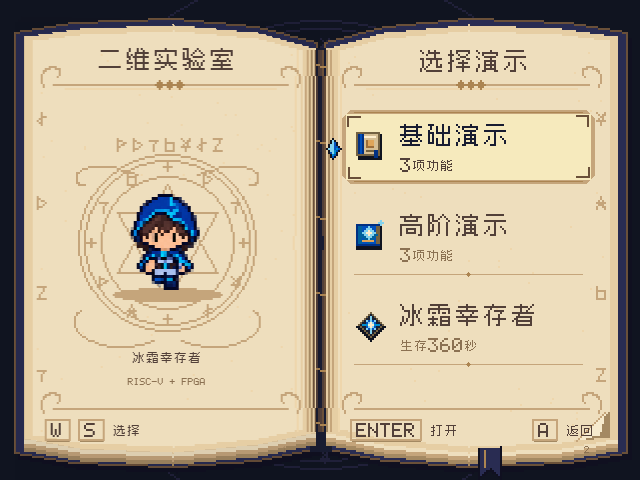 二维实验室
冰霜幸存者
RISC-V + FPGA
W S 选择
选择演示
基础演示
3项功能
高阶演示
3项功能
冰霜幸存者
生存360秒
ENTER 打开
A 返回
2